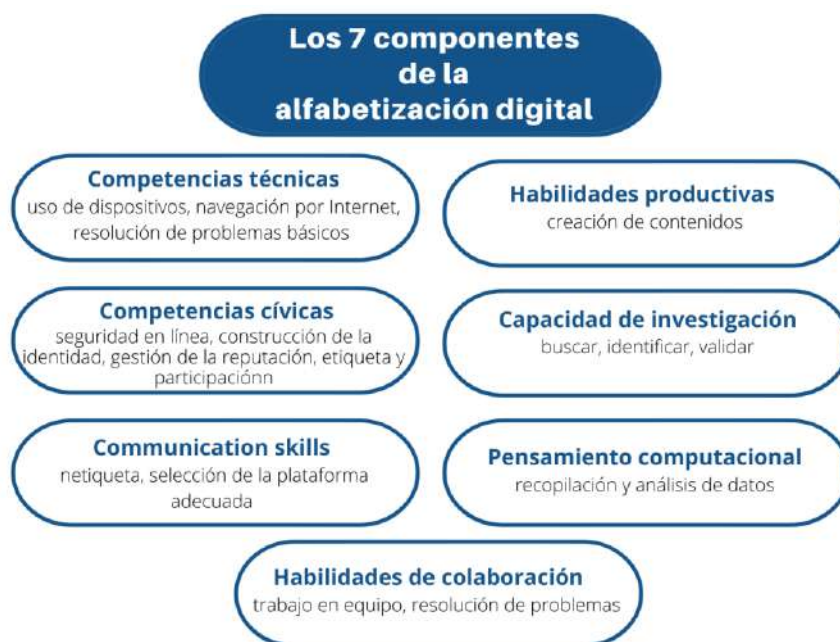 Los 7 componentes
de la
alfabetización digital
Competencias técnicas
uso de dispositivos, navegación por Internet,
resolución de problemas básicos
Habilidades productivas
creación de contenidos
Competencias cívicas
seguridad en línea, construcción de la
identidad, gestión de la reputación, etiqueta y
participaciónn
Capacidad de investigación
buscar, identificar, validar
Communication skills
netiqueta, selección de la plataforma
adecuada
Pensamiento computacional
recopilación y análisis de datos
Habilidades de colaboración
trabajo en equipo, resolución de problemas